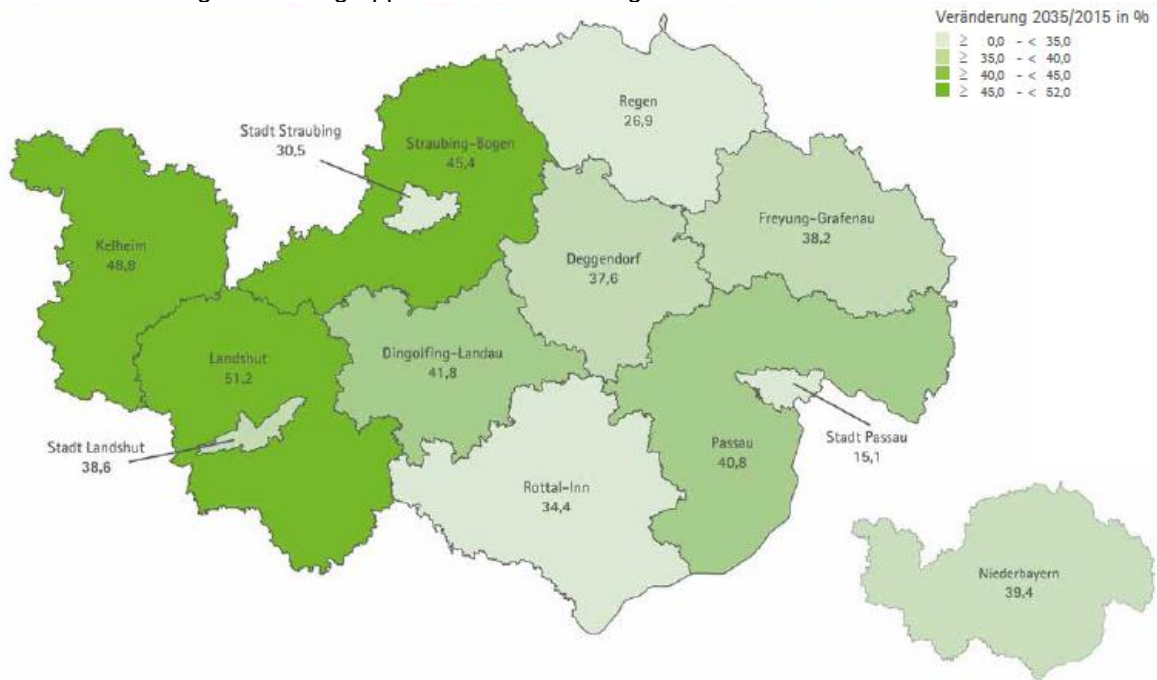 Veränderung 2035/2015 in %
≥ 0,0 - < 35,0
≥ 35,0 - < 40,0
≥ 40,0 - < 45,0
≥ 45,0 - < 52,0
Regen
26,9
Stadt Straubing
30,5
Straubing-Bogen
45,4
Freyung-Grafenau
38,2
Kelheim
48,8
Deggendorf
37,6
Landshut
51,2
Dingolfing-Landau
41,8
Stadt Landshut
38,6
Passau
40,8
Stadt Passau
15,1
Rottal-Inn
34,4
Niederbayern
39,4